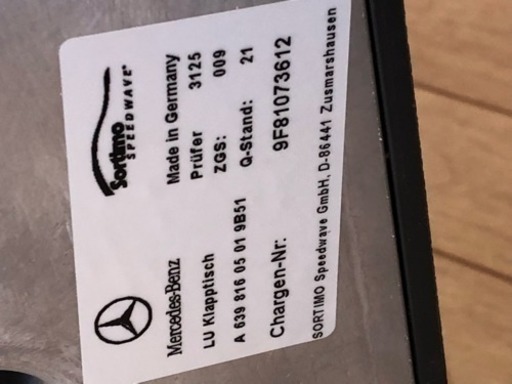 Sortimo
SPEEDWAVE®
Mercedes-Benz Made in Germany
LU Klapptisch Prüfer 3125
A 639 816 05 01 9B51 ZGS: 009
Q-Stand: 21
Chargen-Nr: 9F81073612
SORTIMO Speedwave GmbH, D-86441 Zusmarshausen